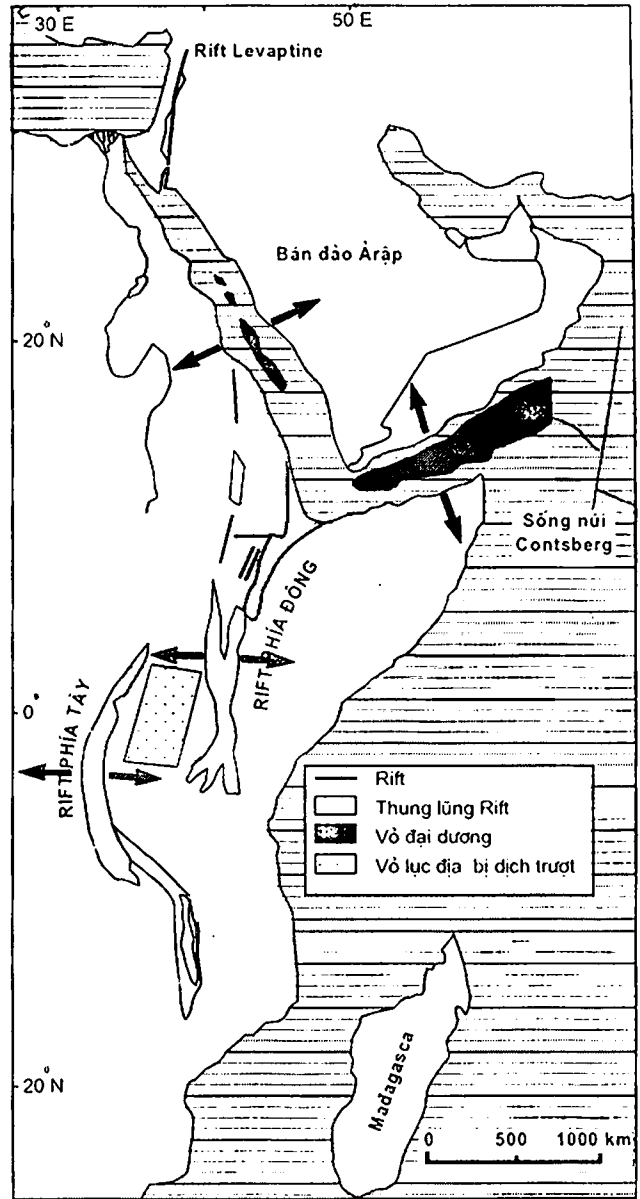 30 E
50 E
Rift Levaptine
Bán đảo Ảrập
20°N
Sống núi
Contsberg
RIFT PHÍA ĐÔNG
RIFT PHÍA TÂY
0°
Rift
Thung lũng Rift
Vỏ đại dương
Vỏ lục địa bị dịch trượt
20°N
Madagasca
0 500 1000 km